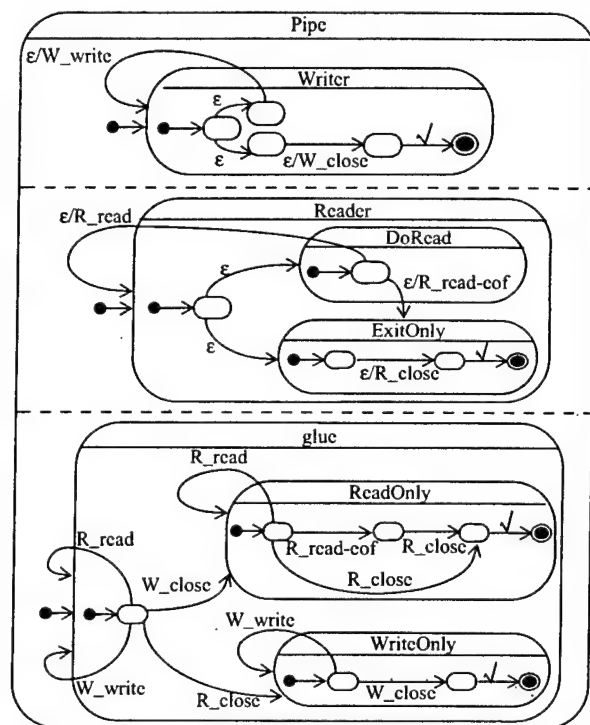 Pipe
ε/W_write
Writer
ε
ε
ε/W_close
√
ε/R_read
Reader
DoRead
ε
ε/R_read-eof
ExitOnly
ε
ε/R_close
√
glue
R_read
ReadOnly
√
R_read
R_read-eof
R_close
W_close
R_close
W_write
WriteOnly
√
W_write
R_close
W_close